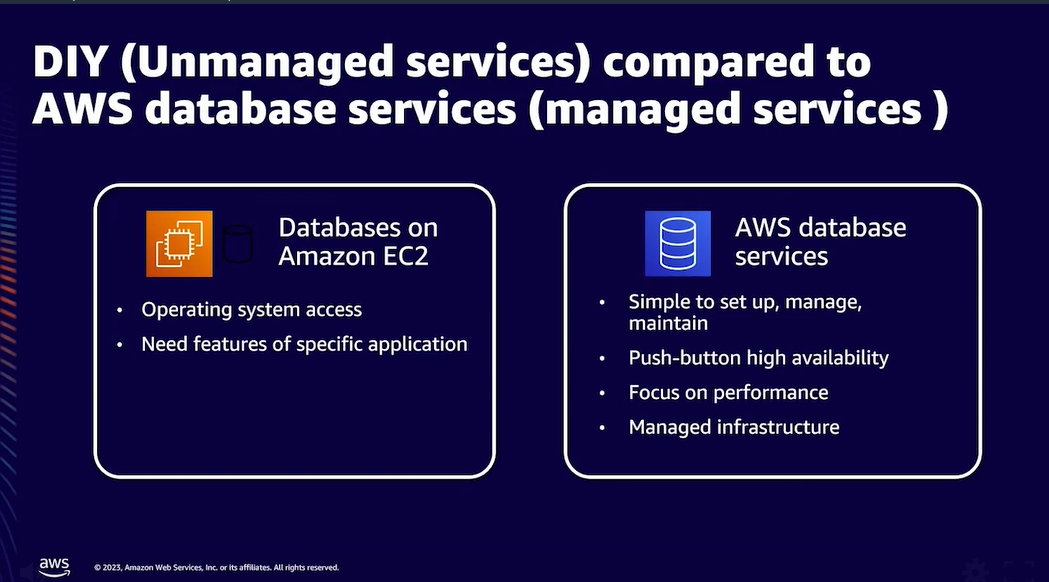 DIY (Unmanaged services) compared to
AWS database services (managed services )
Databases on
Amazon EC2
• Operating system access
• Need features of specific application
AWS database
services
• Simple to set up, manage,
maintain
• Push-button high availability
• Focus on performance
• Managed infrastructure
aws
© 2023, Amazon Web Services, Inc. or its affiliates. All rights reserved.